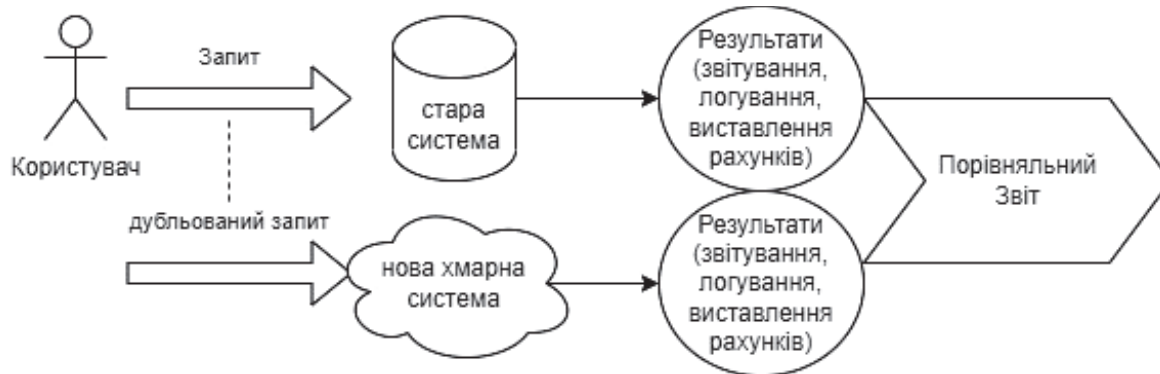 Запит
Користувач
стара
система
Результати
(звітування,
логування,
виставлення
рахунків)
Порівняльний
Звіт
дубльований запит
нова хмарна
система
Результати
(звітування,
логування,
виставлення
рахунків)